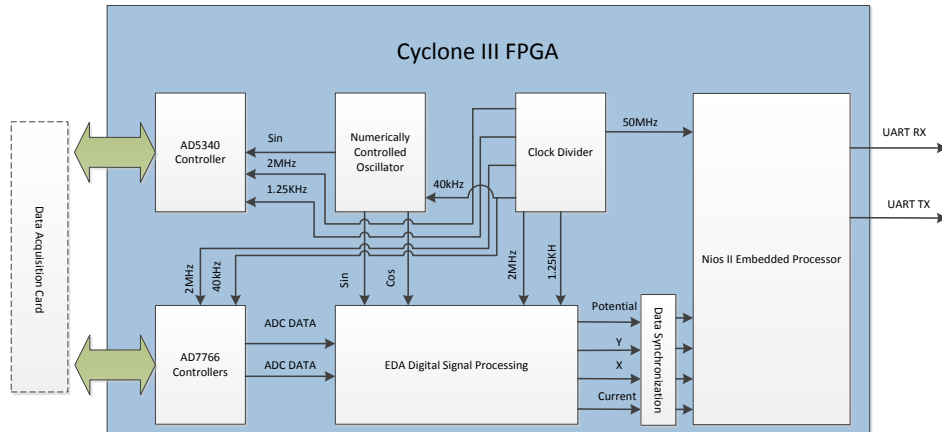 Cyclone III FPGA
AD5340
Controller
Sin
2MHz
1.25KHz
Numerically
Controlled
Oscillator
40kHz
Clock Divider
50MHz
UART RX
UART TX
Nios II Embedded Processor
Data Acquisition Card
2MHz
40kHz
Sin
Cos
2MHz
1.25KH
AD7766
Controllers
ADC DATA
ADC DATA
EDA Digital Signal Processing
Potential
Y
X
Current
Data Synchronization